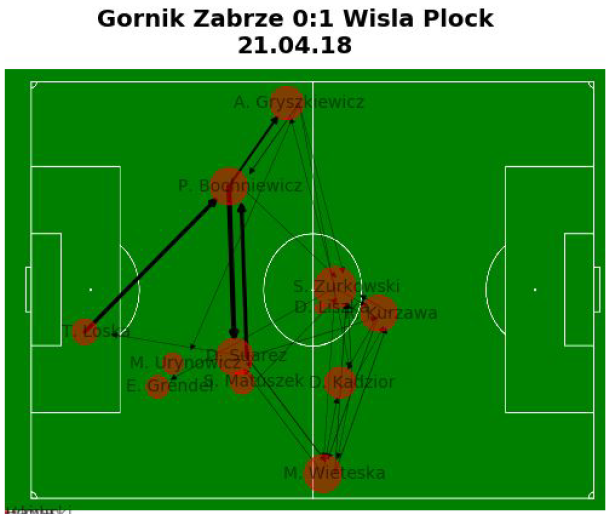 Gornik Zabrze 0:1 Wisla Plock
21.04.18
A. Gryszkiewicz
P. Bochniewicz
S. Zurkowski
D. Liszka
Kurzawa
T. Loska
D. Suarez
M. Urynowicz
E. Grendel
S. Matuszek
D. Kadzior
M. Wieteska